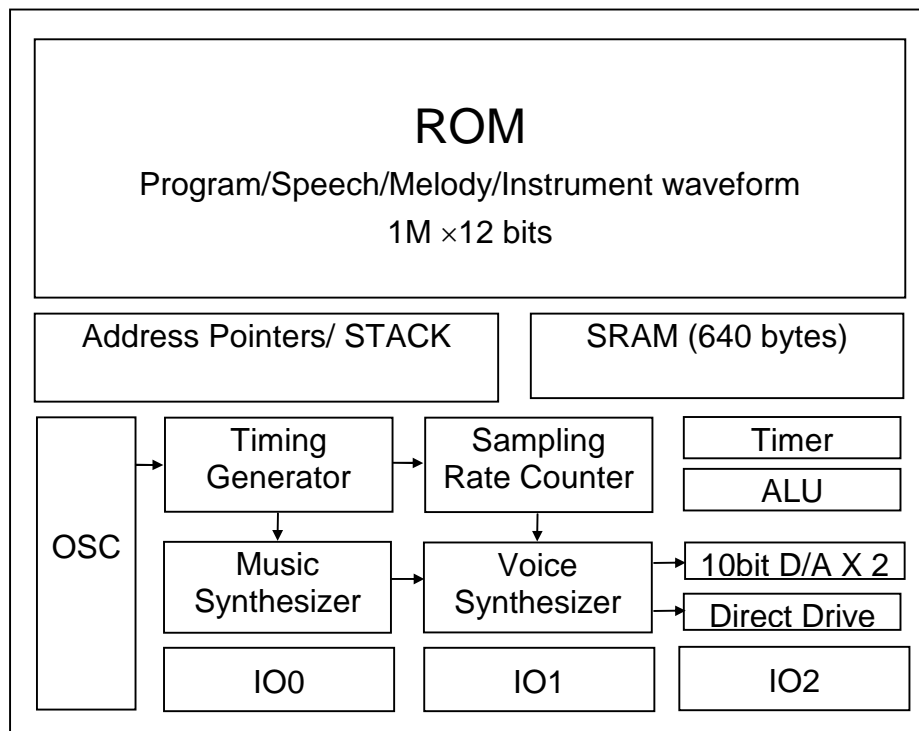 ROM
Program/Speech/Melody/Instrument waveform
1M ×12 bits
Address Pointers/ STACK
SRAM (640 bytes)
OSC
Timing
Generator
Sampling
Rate Counter
Timer
ALU
Music
Synthesizer
Voice
Synthesizer
10bit D/A X 2
Direct Drive
IO0
IO1
IO2